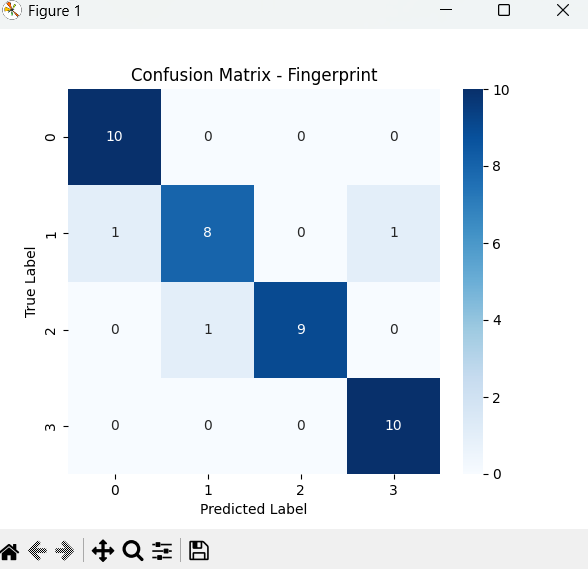 Figure 1
Confusion Matrix - Fingerprint
10 0 0 0
1 8 0 1
0 1 9 0
0 0 0 10
0
1
2
3
True Label
0 1 2 3
Predicted Label
10
8
6
4
2
0